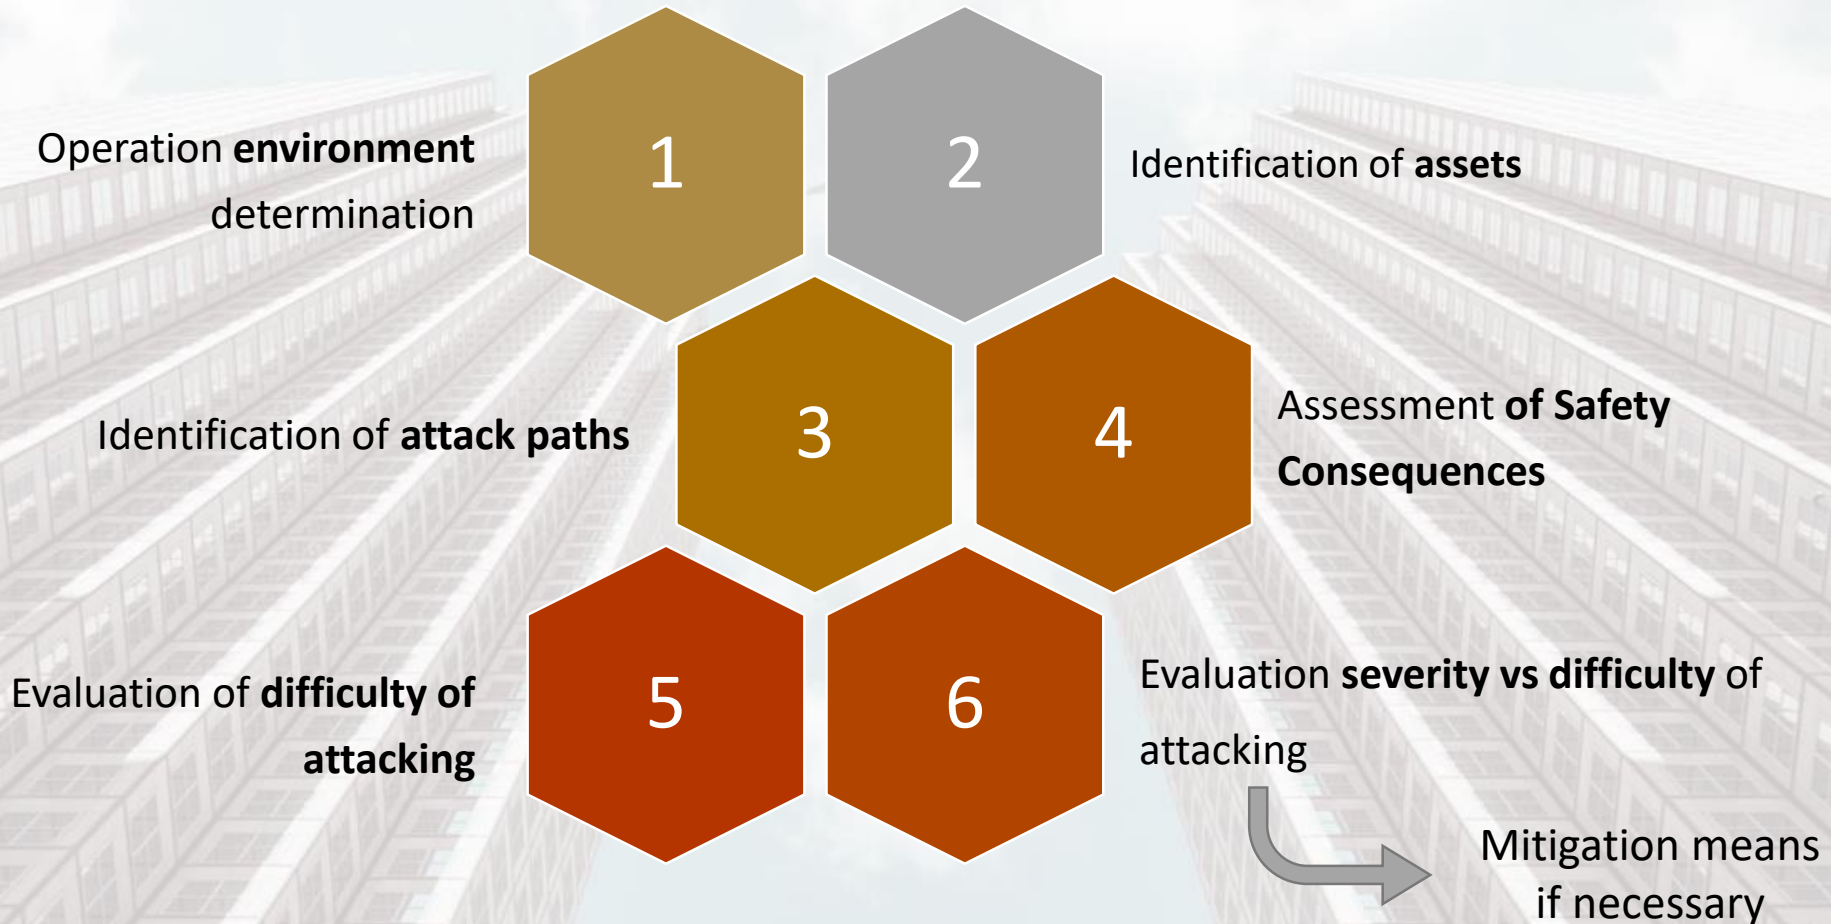 1
Operation environment
determination
2
Identification of assets
3
Identification of attack paths
4
Assessment of Safety
Consequences
5
Evaluation of difficulty of
attacking
6
Evaluation severity vs difficulty of
attacking
Mitigation means
if necessary